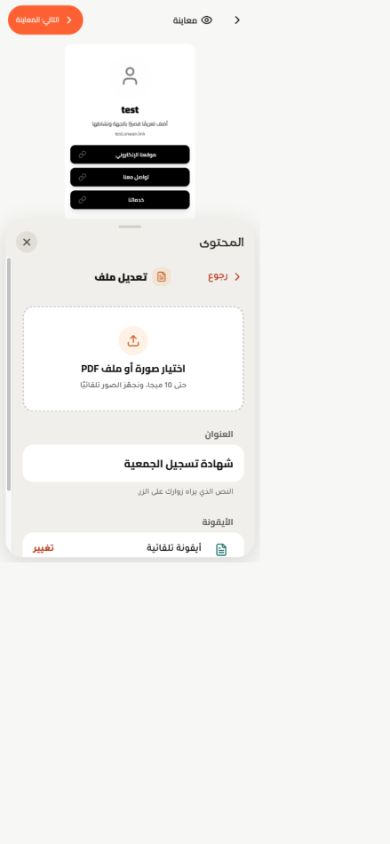 معاينة
التالي: المعاينة
test
أضف تعريفًا قصيرًا بالجهة ونشاطها
موقعنا الإلكتروني
تواصل معنا
خدماتنا
المحتوى
رجوع
تعديل ملف
اختيار صورة أو ملف PDF
حتى 10 ميجا، ونجهّز الصور تلقائيًا
العنوان
شهادة تسجيل الجمعية
النص الذي يراه زوارك على الزر.
الأيقونة
أيقونة تلقائية
تغيير